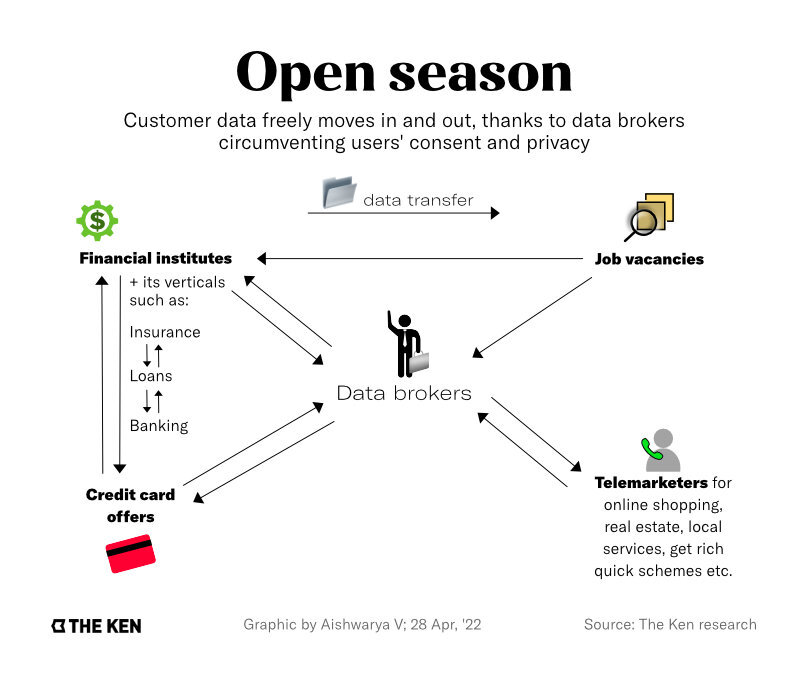 Open season
Customer data freely moves in and out, thanks to data brokers
circumventing users' consent and privacy
data transfer
$
Financial institutes
+ its verticals
such as:
Insurance
Loans
Banking
Job vacancies
Data brokers
Credit card
offers
Telemarketers for
online shopping,
real estate, local
services, get rich
quick schemes etc.
THE KEN
Graphic by Aishwarya V; 28 Apr, '22
Source: The Ken research